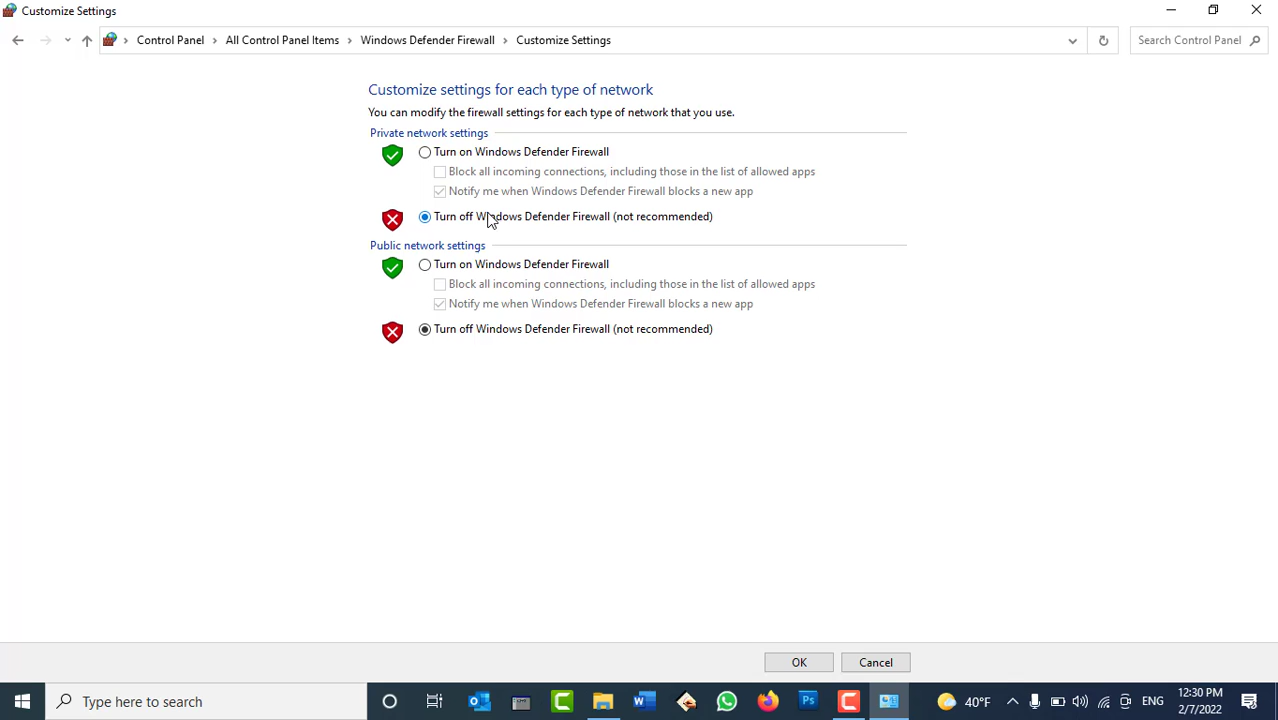 Customize Settings
Control Panel > All Control Panel Items > Windows Defender Firewall > Customize Settings
Search Control Panel
Customize settings for each type of network
You can modify the firewall settings for each type of network that you use.
Private network settings
Turn on Windows Defender Firewall
Block all incoming connections, including those in the list of allowed apps
Notify me when Windows Defender Firewall blocks a new app
Turn off Windows Defender Firewall (not recommended)
Public network settings
Turn on Windows Defender Firewall
Block all incoming connections, including those in the list of allowed apps
Notify me when Windows Defender Firewall blocks a new app
Turn off Windows Defender Firewall (not recommended)
OK
Cancel
Type here to search
40°F
ENG
12:30 PM
2/7/2022